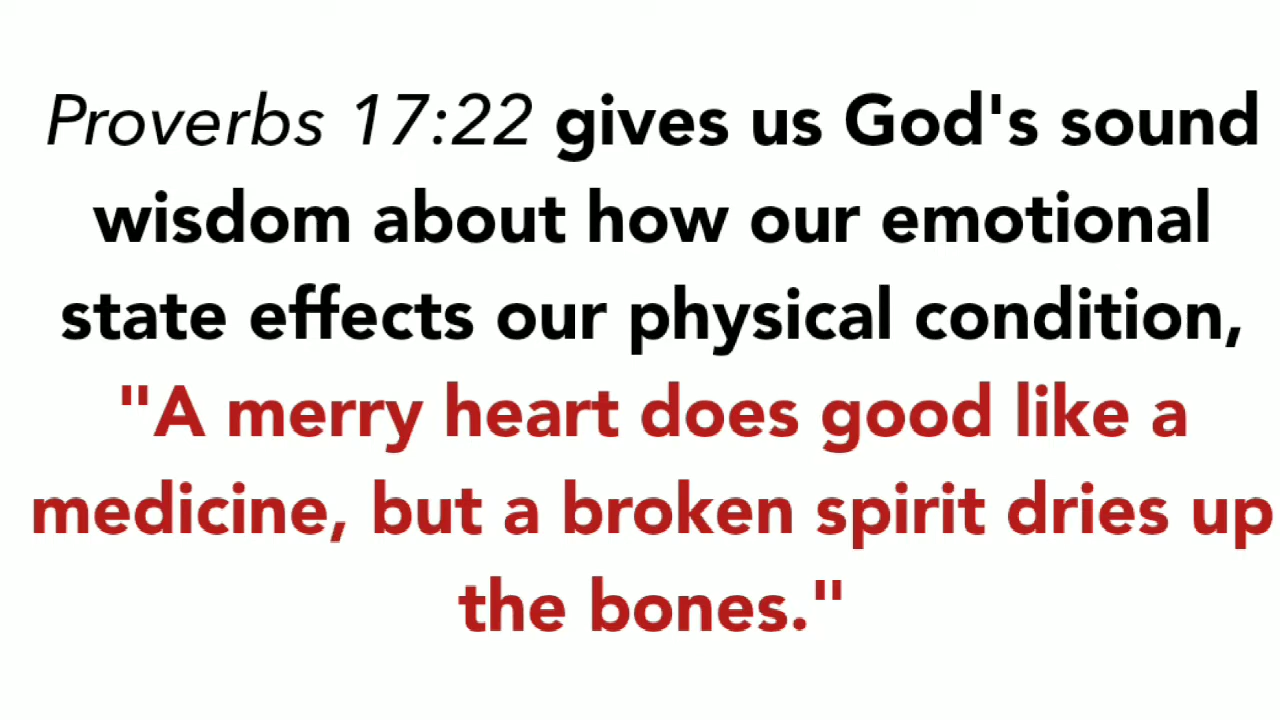 Proverbs 17:22 gives us God's sound
wisdom about how our emotional
state effects our physical condition,
"A merry heart does good like a
medicine, but a broken spirit dries up
the bones."